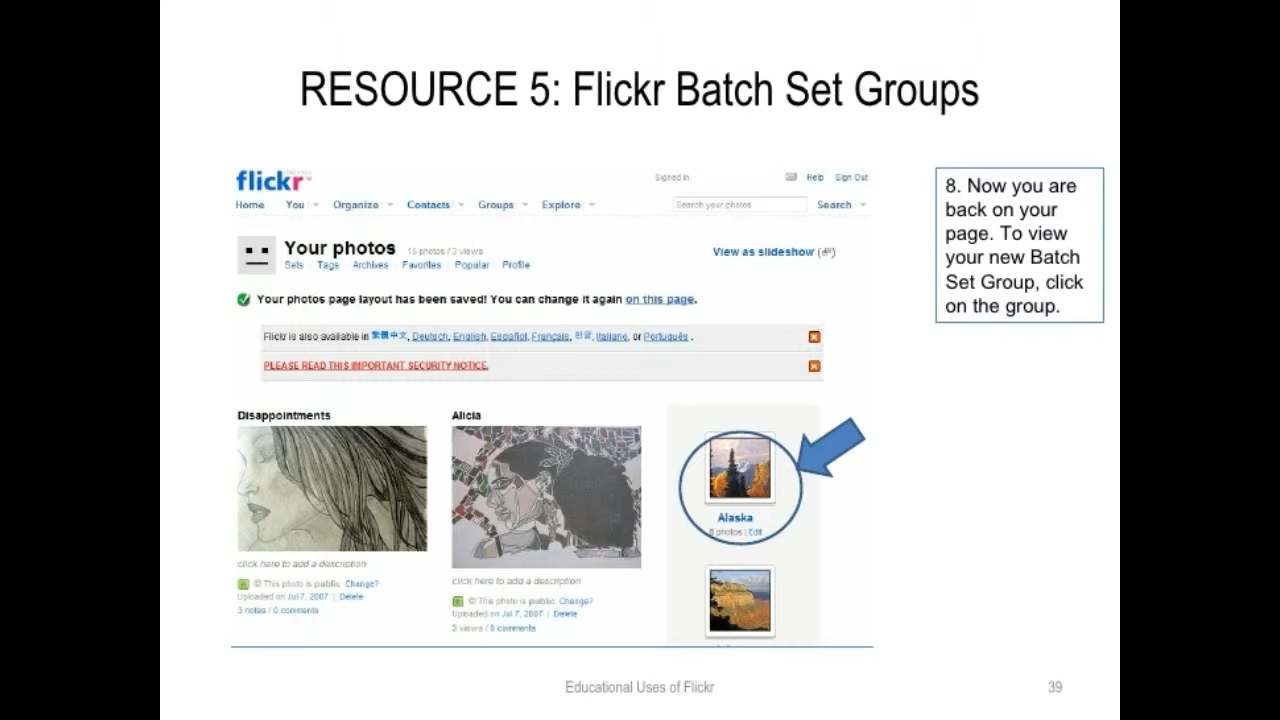 RESOURCE 5: Flickr Batch Set Groups
flickr
Signed in Help Sign Out
Home You Organize Contacts Groups Explore Search your photos Search
Your photos 15 photos / 3 views
View as slideshow
Sets Tags Archives Favorites Popular Profile
Your photos page layout has been saved! You can change it again on this page.
Flickr is also available in 繁體中文, Deutsch, English, Español, Français, 한글, Italiano, or Português.
PLEASE READ THIS IMPORTANT SECURITY NOTICE.
Disappointments
click here to add a description
© This photo is public. Change?
Uploaded on Jul 7, 2007 | Delete
3 notes / 0 comments
Alicia
click here to add a description
© This photo is public. Change?
Uploaded on Jul 7, 2007 | Delete
3 views / 0 comments
Alaska
photos | Edit
8. Now you are
back on your
page. To view
your new Batch
Set Group, click
on the group.
Educational Uses of Flickr
39